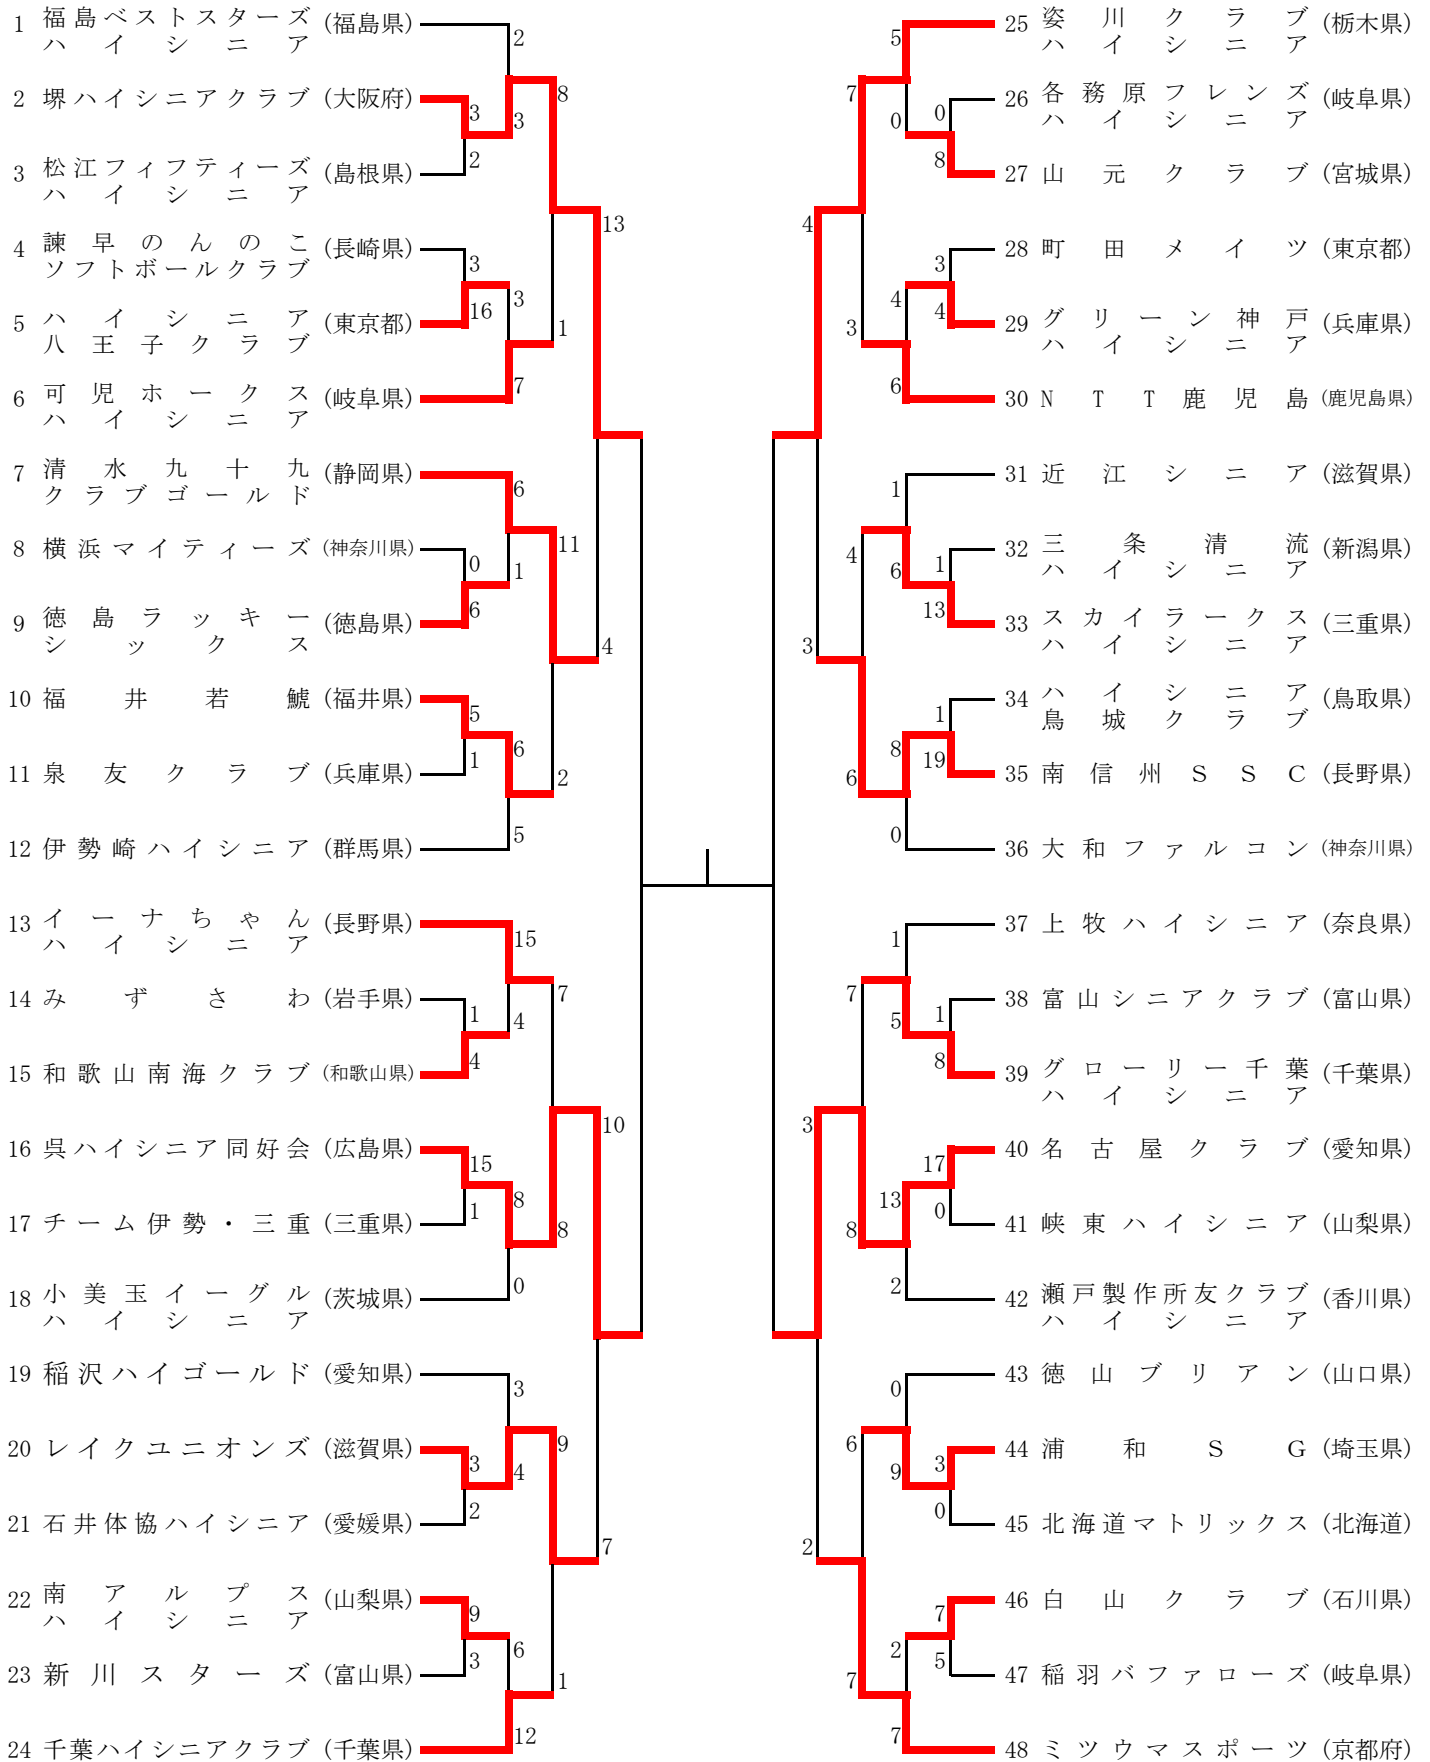 1 福島ベストスターズ (福島県)
ハイシニア
2 堺ハイシニアクラブ (大阪府)
3 松江フィフティーズ (島根県)
ハイシニア
4 諫早のんのこ (長崎県)
ソフトボールクラブ
5 ハイシニア (東京都)
八王子クラブ
6 可児ホークス (岐阜県)
ハイシニア
7 清水九十九 (静岡県)
クラブゴールド
8 横浜マイティーズ (神奈川県)
9 徳島ラッキー (徳島県)
シックス
10 福井若鯱 (福井県)
11 泉友クラブ (兵庫県)
12 伊勢崎ハイシニア (群馬県)
13 イーナちゃん (長野県)
ハイシニア
14 みずさわ (岩手県)
15 和歌山南海クラブ (和歌山県)
16 呉ハイシニア同好会 (広島県)
17 チーム伊勢・三重 (三重県)
18 小美玉イーグル (茨城県)
ハイシニア
19 稲沢ハイゴールド (愛知県)
20 レイクユニオンズ (滋賀県)
21 石井体協ハイシニア (愛媛県)
22 南アルプス (山梨県)
ハイシニア
23 新川スターズ (富山県)
24 千葉ハイシニアクラブ (千葉県)
2
8
3
3
2
13
3
3
16
1
7
6
11
0
1
6
4
5
6
1
2
5
15
7
1
4
4
10
15
8
1
8
0
3
9
3
4
2
7
9
6
3
1
12
5
7
0
0
8
4
3
4
4
3
6
1
4
1
6
13
3
1
8
19
6
0
1
7
1
5
8
3
17
13
0
8
2
0
6
3
9
0
2
7
2
5
7
7
25 姿川クラブ (栃木県)
ハイシニア
26 各務原フレンズ (岐阜県)
ハイシニア
27 山元クラブ (宮城県)
28 町田メイツ (東京都)
29 グリーン神戸 (兵庫県)
ハイシニア
30 NTT鹿児島 (鹿児島県)
31 近江シニア (滋賀県)
32 三条清流 (新潟県)
ハイシニア
33 スカイラークス (三重県)
ハイシニア
34 ハイシニア (鳥取県)
鳥城クラブ
35 南信州SSC (長野県)
36 大和ファルコン (神奈川県)
37 上牧ハイシニア (奈良県)
38 富山シニアクラブ (富山県)
39 グローリー千葉 (千葉県)
ハイシニア
40 名古屋クラブ (愛知県)
41 峡東ハイシニア (山梨県)
42 瀬戸製作所友クラブ (香川県)
ハイシニア
43 徳山ブリアン (山口県)
44 浦和SG (埼玉県)
45 北海道マトリックス (北海道)
46 白山クラブ (石川県)
47 稲羽バファローズ (岐阜県)
48 ミツウマスポーツ (京都府)